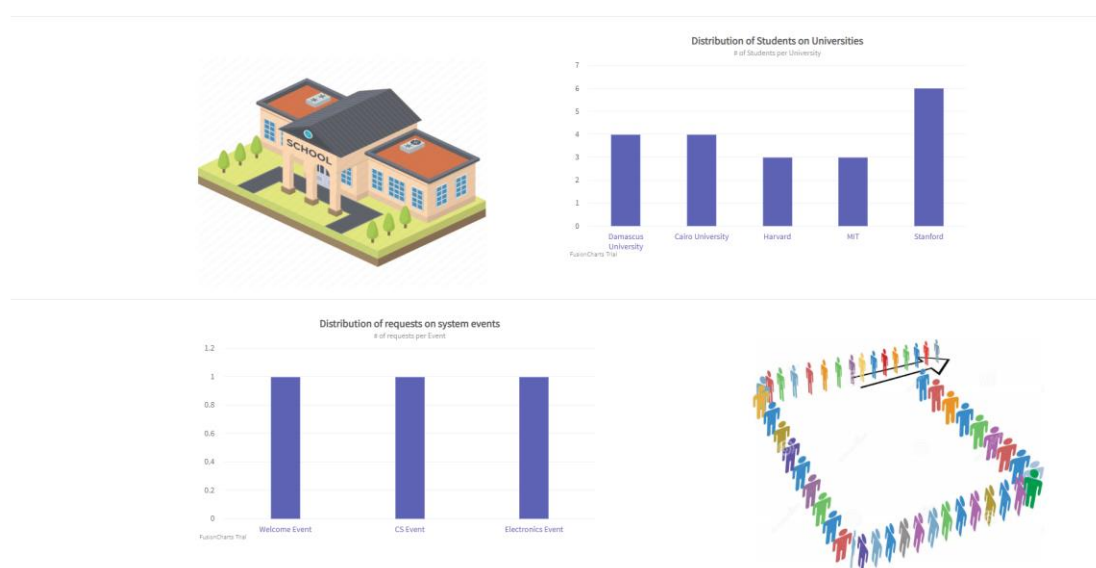 SCHOOL
Distribution of Students on Universities
# of Students per University
7
6
5
4
3
2
1
0
Damascus
University
Cairo University
Harvard
MIT
Stanford
FusionCharts Trial
Distribution of requests on system events
# of requests per Event
1.2
1
0.8
0.6
0.4
0.2
0
Welcome Event
CS Event
Electronics Event
FusionCharts Trial